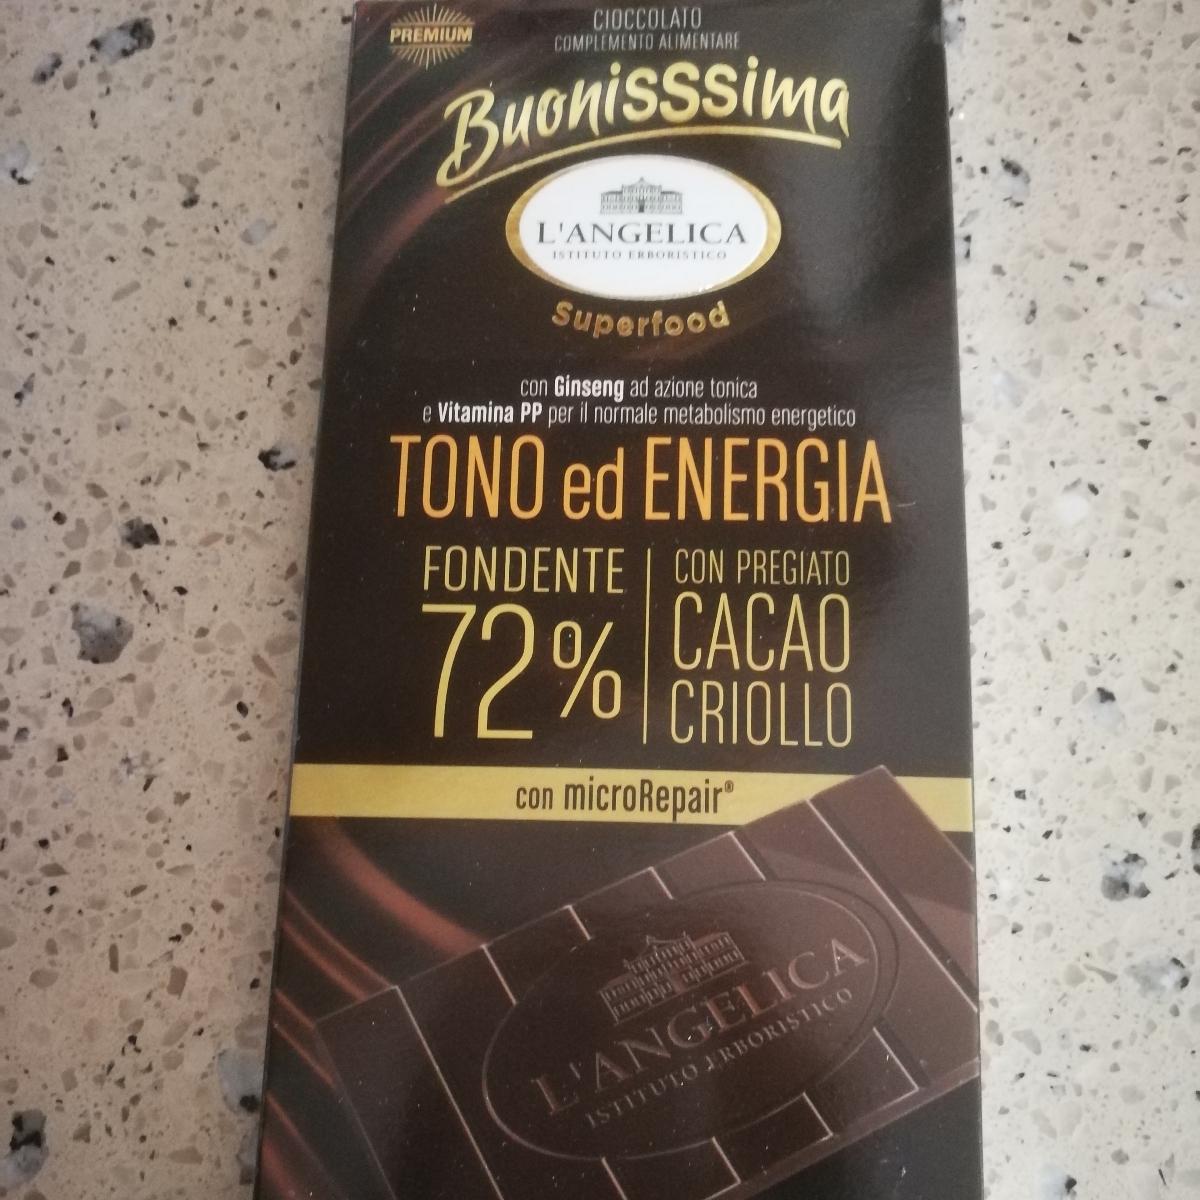 PREMIUM
CIOCCOLATO
COMPLEMENTO ALIMENTARE
BuonisSSsima
L'ANGELICA
ISTITUTO ERBORISTICO
Superfood
con Ginseng ad azione tonica
e Vitamina PP per il normale metabolismo energetico
TONO ed ENERGIA
FONDENTE
72%
CON PREGIATO
CACAO
CRIOLLO
con microRepair®
L'ANGELICA
ISTITUTO ERBORISTICO